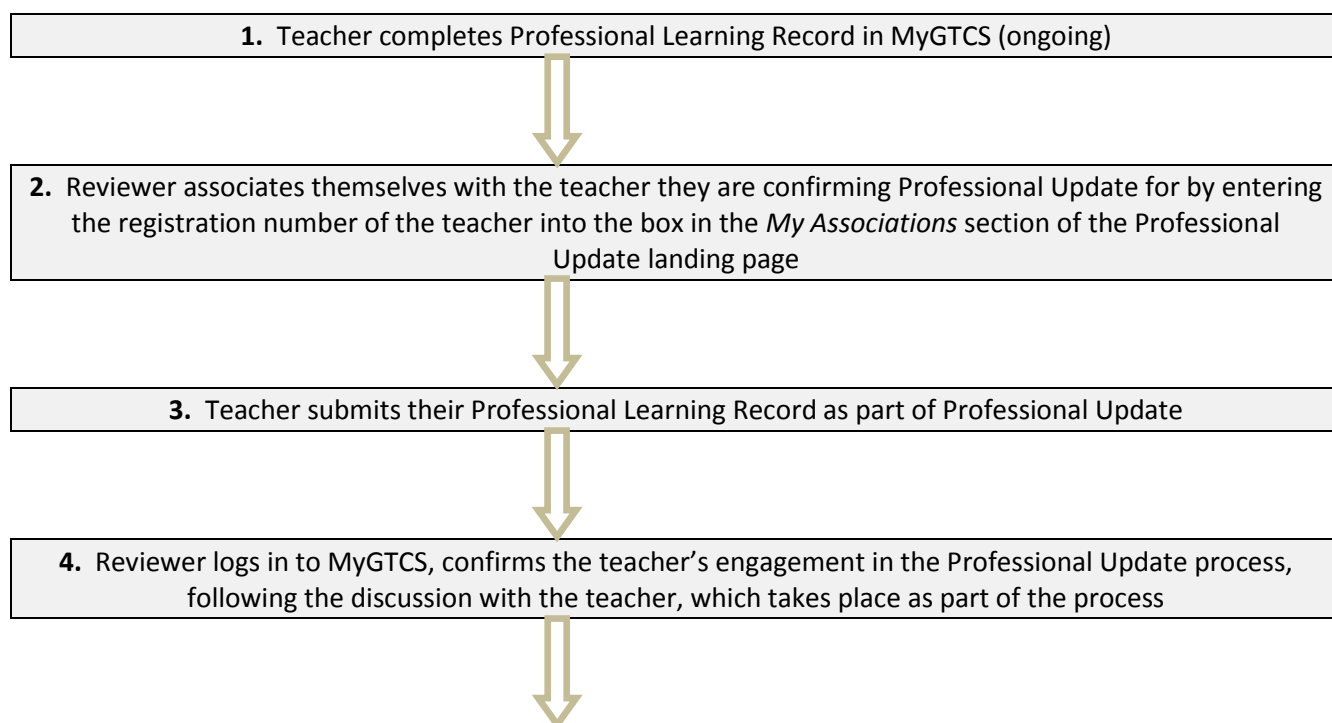 1. Teacher completes Professional Learning Record in MyGTCS (ongoing)
2. Reviewer associates themselves with the teacher they are confirming Professional Update for by entering
the registration number of the teacher into the box in the My Associations section of the Professional
Update landing page
3. Teacher submits their Professional Learning Record as part of Professional Update
4. Reviewer logs in to MyGTCS, confirms the teacher’s engagement in the Professional Update process,
following the discussion with the teacher, which takes place as part of the process